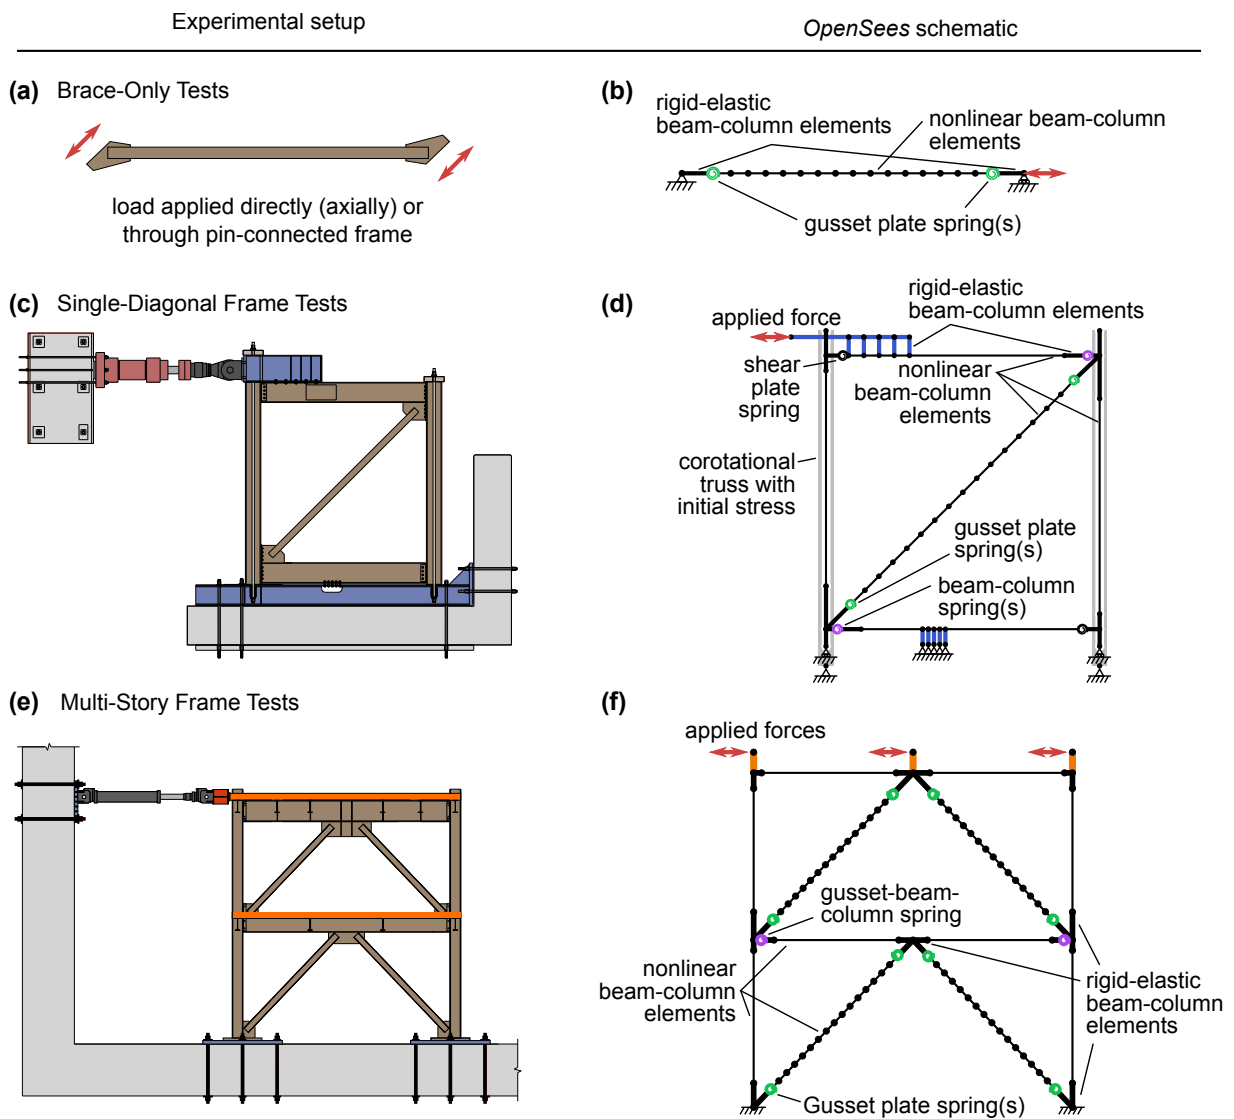 Experimental setup
OpenSees schematic
(a) Brace-Only Tests
load applied directly (axially) or
through pin-connected frame
(b)
rigid-elastic
beam-column elements
nonlinear beam-column
elements
gusset plate spring(s)
(c) Single-Diagonal Frame Tests
(d)
rigid-elastic
beam-column elements
applied force
shear
plate
spring
nonlinear
beam-column
elements
corotational
truss with
initial stress
gusset plate
spring(s)
beam-column
spring(s)
(e) Multi-Story Frame Tests
(f)
applied forces
gusset-beam-
column spring
nonlinear
beam-column
elements
rigid-elastic
beam-column
elements
Gusset plate spring(s)